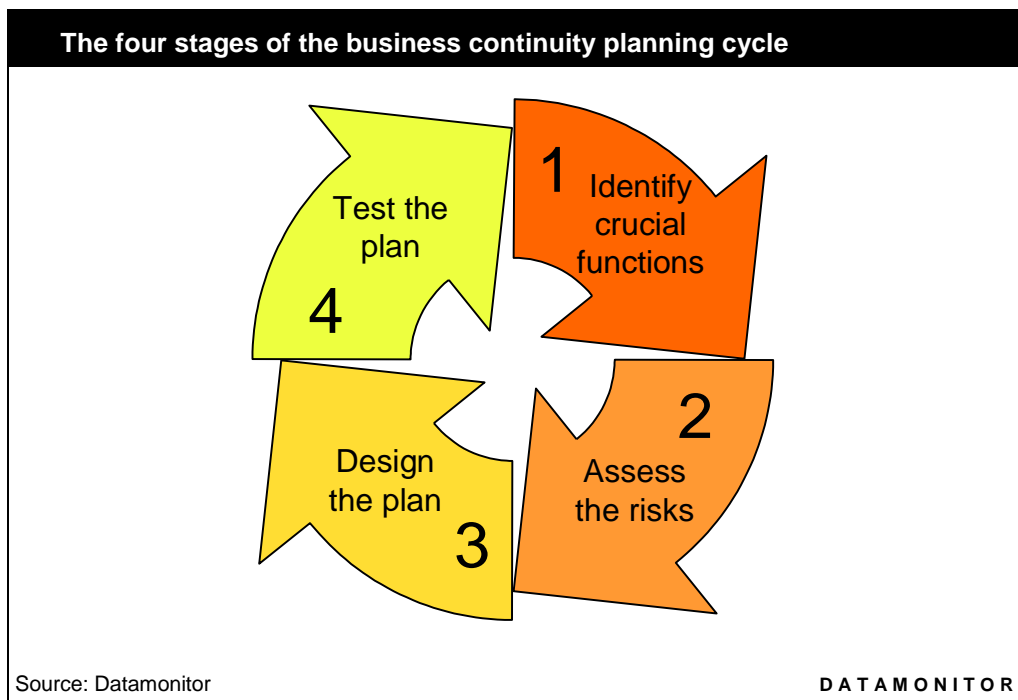 The four stages of the business continuity planning cycle
1
Identify
crucial
functions
2
Assess
the risks
3
Design
the plan
4
Test the
plan
Source: Datamonitor
DATAMONITOR